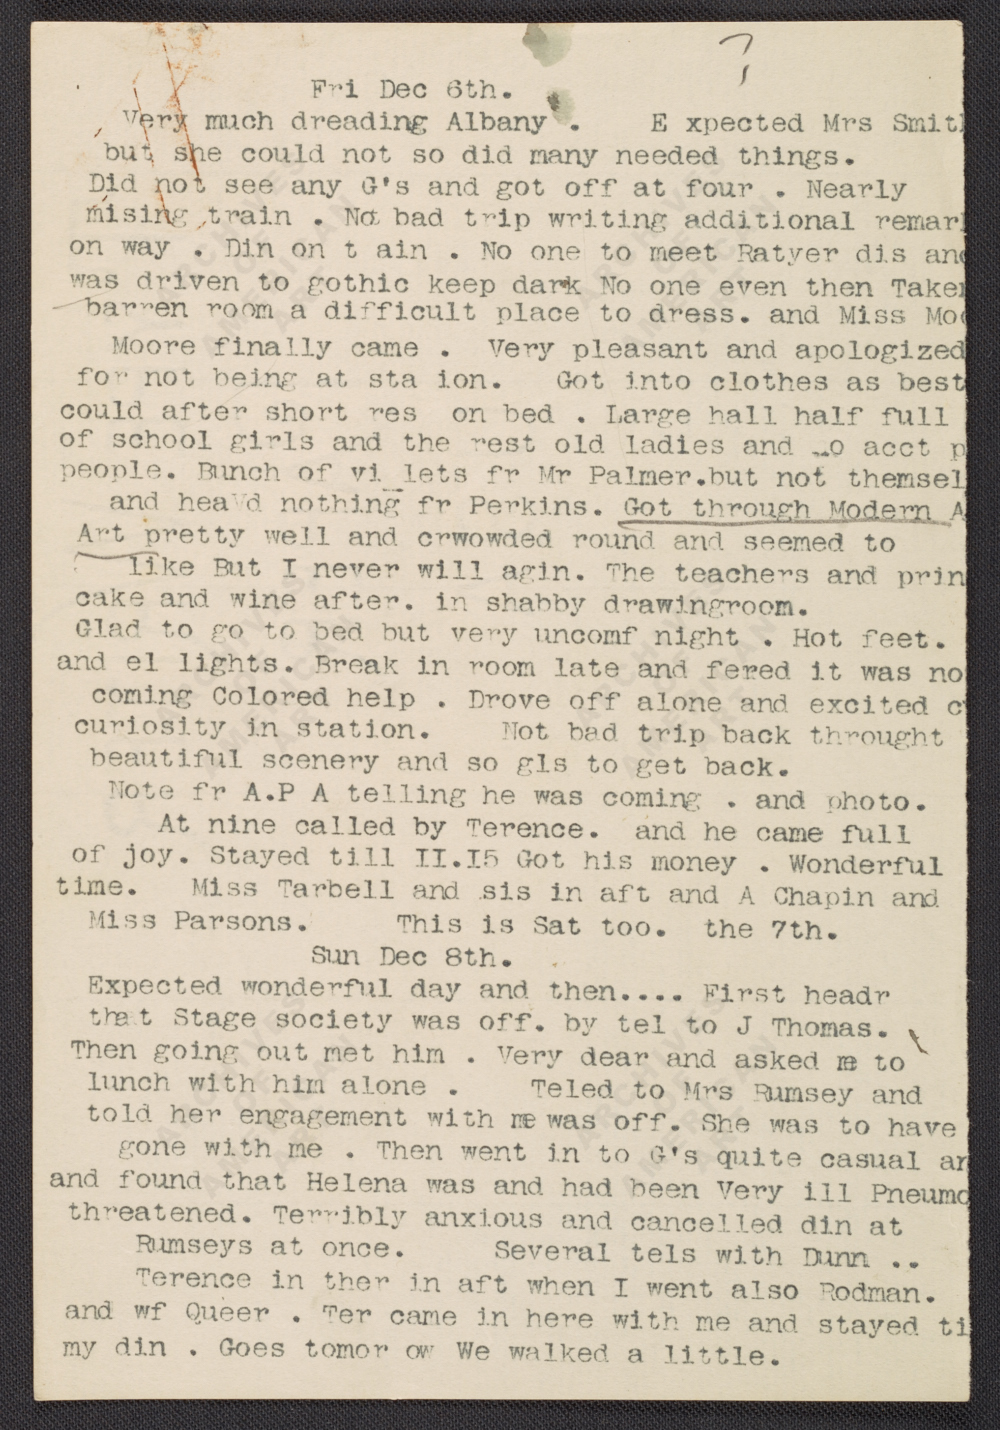 ?
Fri Dec 6th.
Very much dreading Albany . E xpected Mrs Smit
but she could not so did many needed things.
Did not see any G's and got off at four . Nearly
mising train . Not bad trip writing additional remar
on way . Din on t ain . No one to meet Ratyer dis and
was driven to gothic keep dark No one even then Taken
barren room a difficult place to dress. and Miss Moo
Moore finally came . Very pleasant and apologized
for not being at sta ion. Got into clothes as best
could after short res on bed . Large hall half full
of school girls and the rest old ladies and o acct p
people. Bunch of vi lets fr Mr Palmer.but not themsel
and hea d nothing fr Perkins. Got through Modern A
Art pretty well and crwowded round and seemed to
like But I never will agin. The teachers and prin
cake and wine after. in shabby drawingroom.
Glad to go to bed but very uncomf night . Hot feet.
and el lights. Break in room late and fered it was no
coming Colored help . Drove off alone and excited c
curiosity in station. Not bad trip back throught
beautiful scenery and so gls to get back.
Note fr A.P A telling he was coming . and photo.
At nine called by Terence. and he came full
of joy. Stayed till II.I5 Got his money . Wonderful
time. Miss Tarbell and sis in aft and A Chapin and
Miss Parsons. This is Sat too. the 7th.
Sun Dec 8th.
Expected wonderful day and then.... First headr
that Stage society was off. by tel to J Thomas.
Then going out met him . Very dear and asked me to
lunch with him alone . Teled to Mrs Rumsey and
told her engagement with me was off. She was to have
gone with me . Then went in to G's quite casual an
and found that Helena was and had been Very ill Pneumo
threatened. Terribly anxious and cancelled din at
Rumseys at once. Several tels with Dunn ..
Terence in ther in aft when I went also Rodman.
and wf Queer . Ter came in here with me and stayed ti
my din . Goes tomor ow We walked a little.